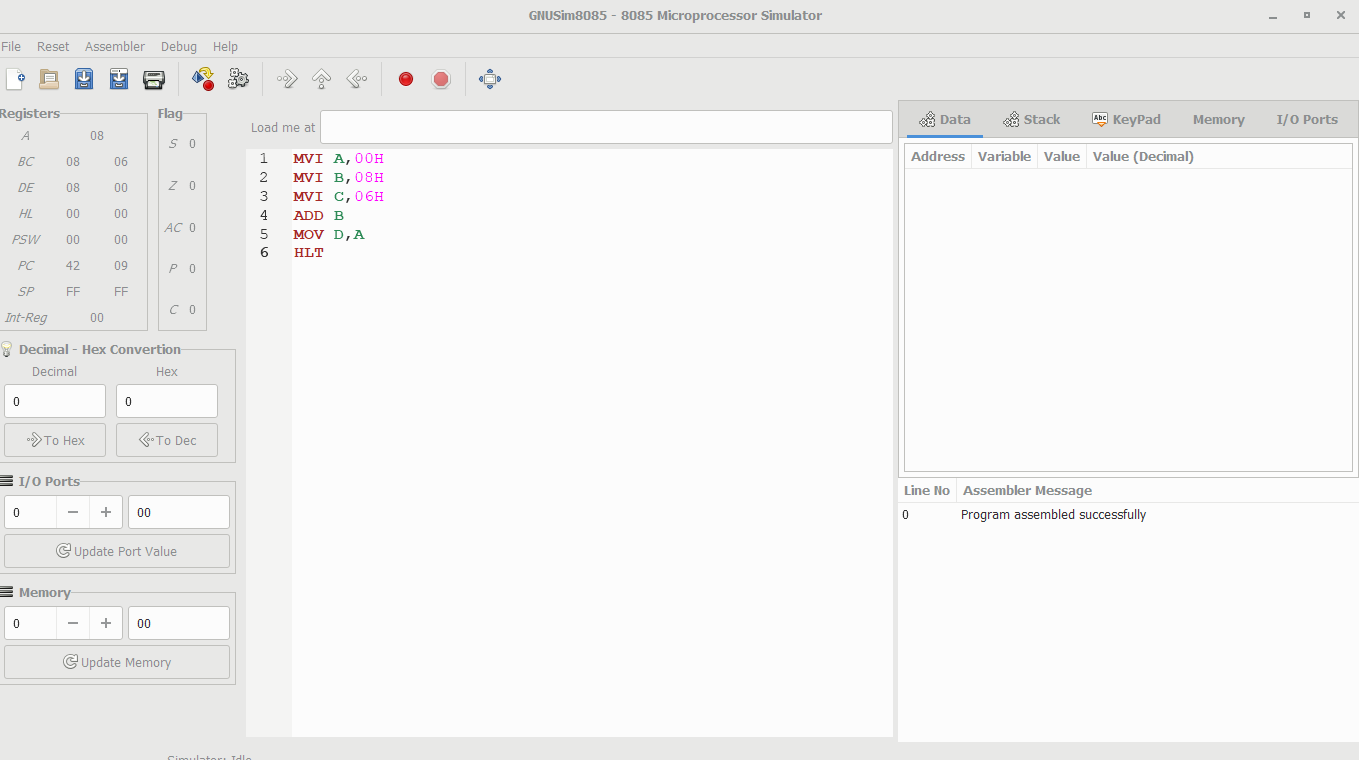 GNUSim8085 - 8085 Microprocessor Simulator
File Reset Assembler Debug Help
Registers
A 08
BC 08 06
DE 08 00
HL 00 00
PSW 00 00
PC 42 09
SP FF FF
Int-Reg 00
Flag
S 0
Z 0
AC 0
P 0
C 0
Decimal - Hex Convertion
Decimal Hex
0 0
To Hex To Dec
I/O Ports
0 − + 00
Update Port Value
Memory
0 − + 00
Update Memory
Load me at
1 MVI A,00H
2 MVI B,08H
3 MVI C,06H
4 ADD B
5 MOV D,A
6 HLT
Data Stack Abc KeyPad Memory I/O Ports
Address Variable Value Value (Decimal)
Line No Assembler Message
0 Program assembled successfully
Simulator: Idle